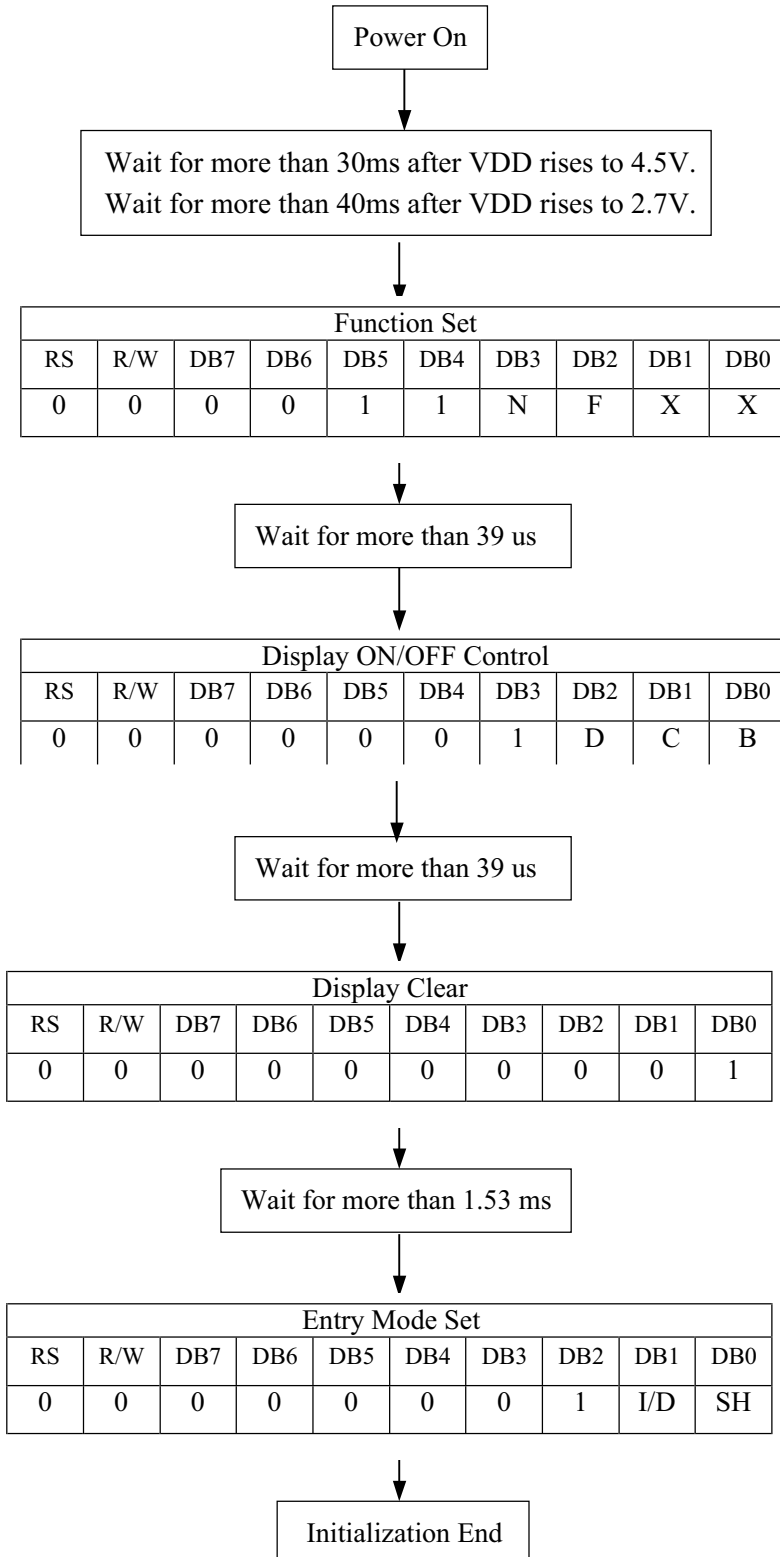 Power On
Wait for more than 30ms after VDD rises to 4.5V.
Wait for more than 40ms after VDD rises to 2.7V.
Function Set
RS R/W DB7 DB6 DB5 DB4 DB3 DB2 DB1 DB0
0 0 0 0 1 1 N F X X
Wait for more than 39 us
Display ON/OFF Control
RS R/W DB7 DB6 DB5 DB4 DB3 DB2 DB1 DB0
0 0 0 0 0 0 1 D C B
Wait for more than 39 us
Display Clear
RS R/W DB7 DB6 DB5 DB4 DB3 DB2 DB1 DB0
0 0 0 0 0 0 0 0 0 1
Wait for more than 1.53 ms
Entry Mode Set
RS R/W DB7 DB6 DB5 DB4 DB3 DB2 DB1 DB0
0 0 0 0 0 0 0 1 I/D SH
Initialization End